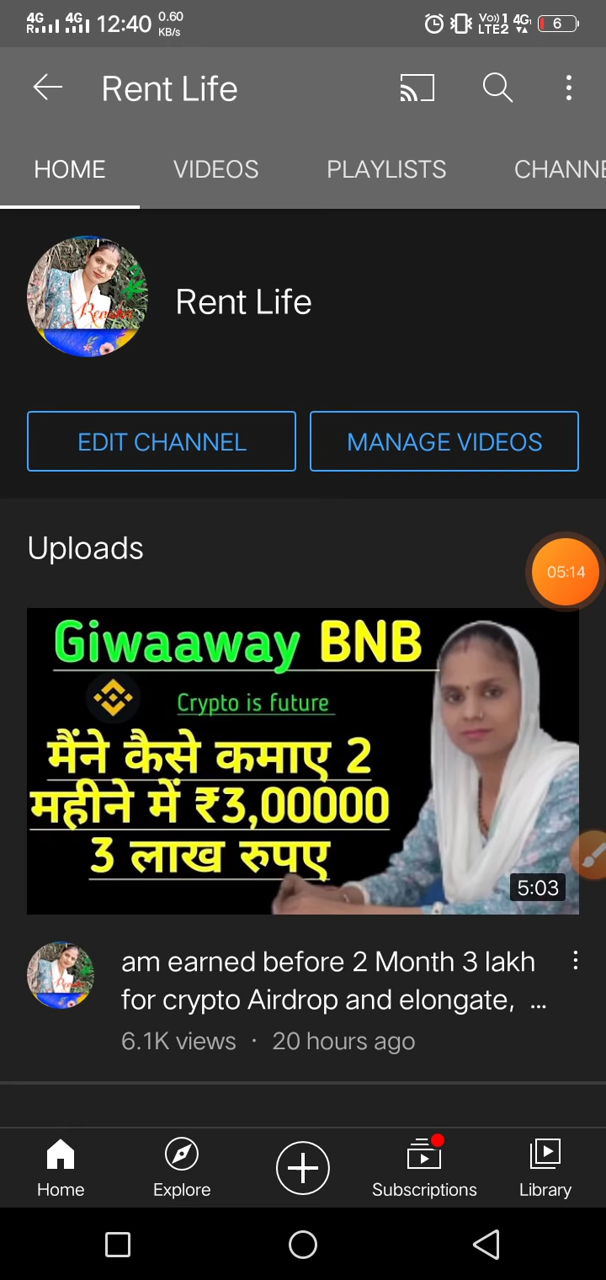 4G R 4G 12:40 0.60 KB/s Vo)) 1 LTE2 4G 6
Rent Life
HOME VIDEOS PLAYLISTS CHANNE
Renuka
Rent Life
EDIT CHANNEL MANAGE VIDEOS
Uploads
05:14
Giwaaway BNB
Crypto is future
मैंने कैसे कमाए 2
महीने में ₹3,00000
3 लाख रुपए
5:03
am earned before 2 Month 3 lakh
for crypto Airdrop and elongate, ...
6.1K views · 20 hours ago
Home Explore Subscriptions Library